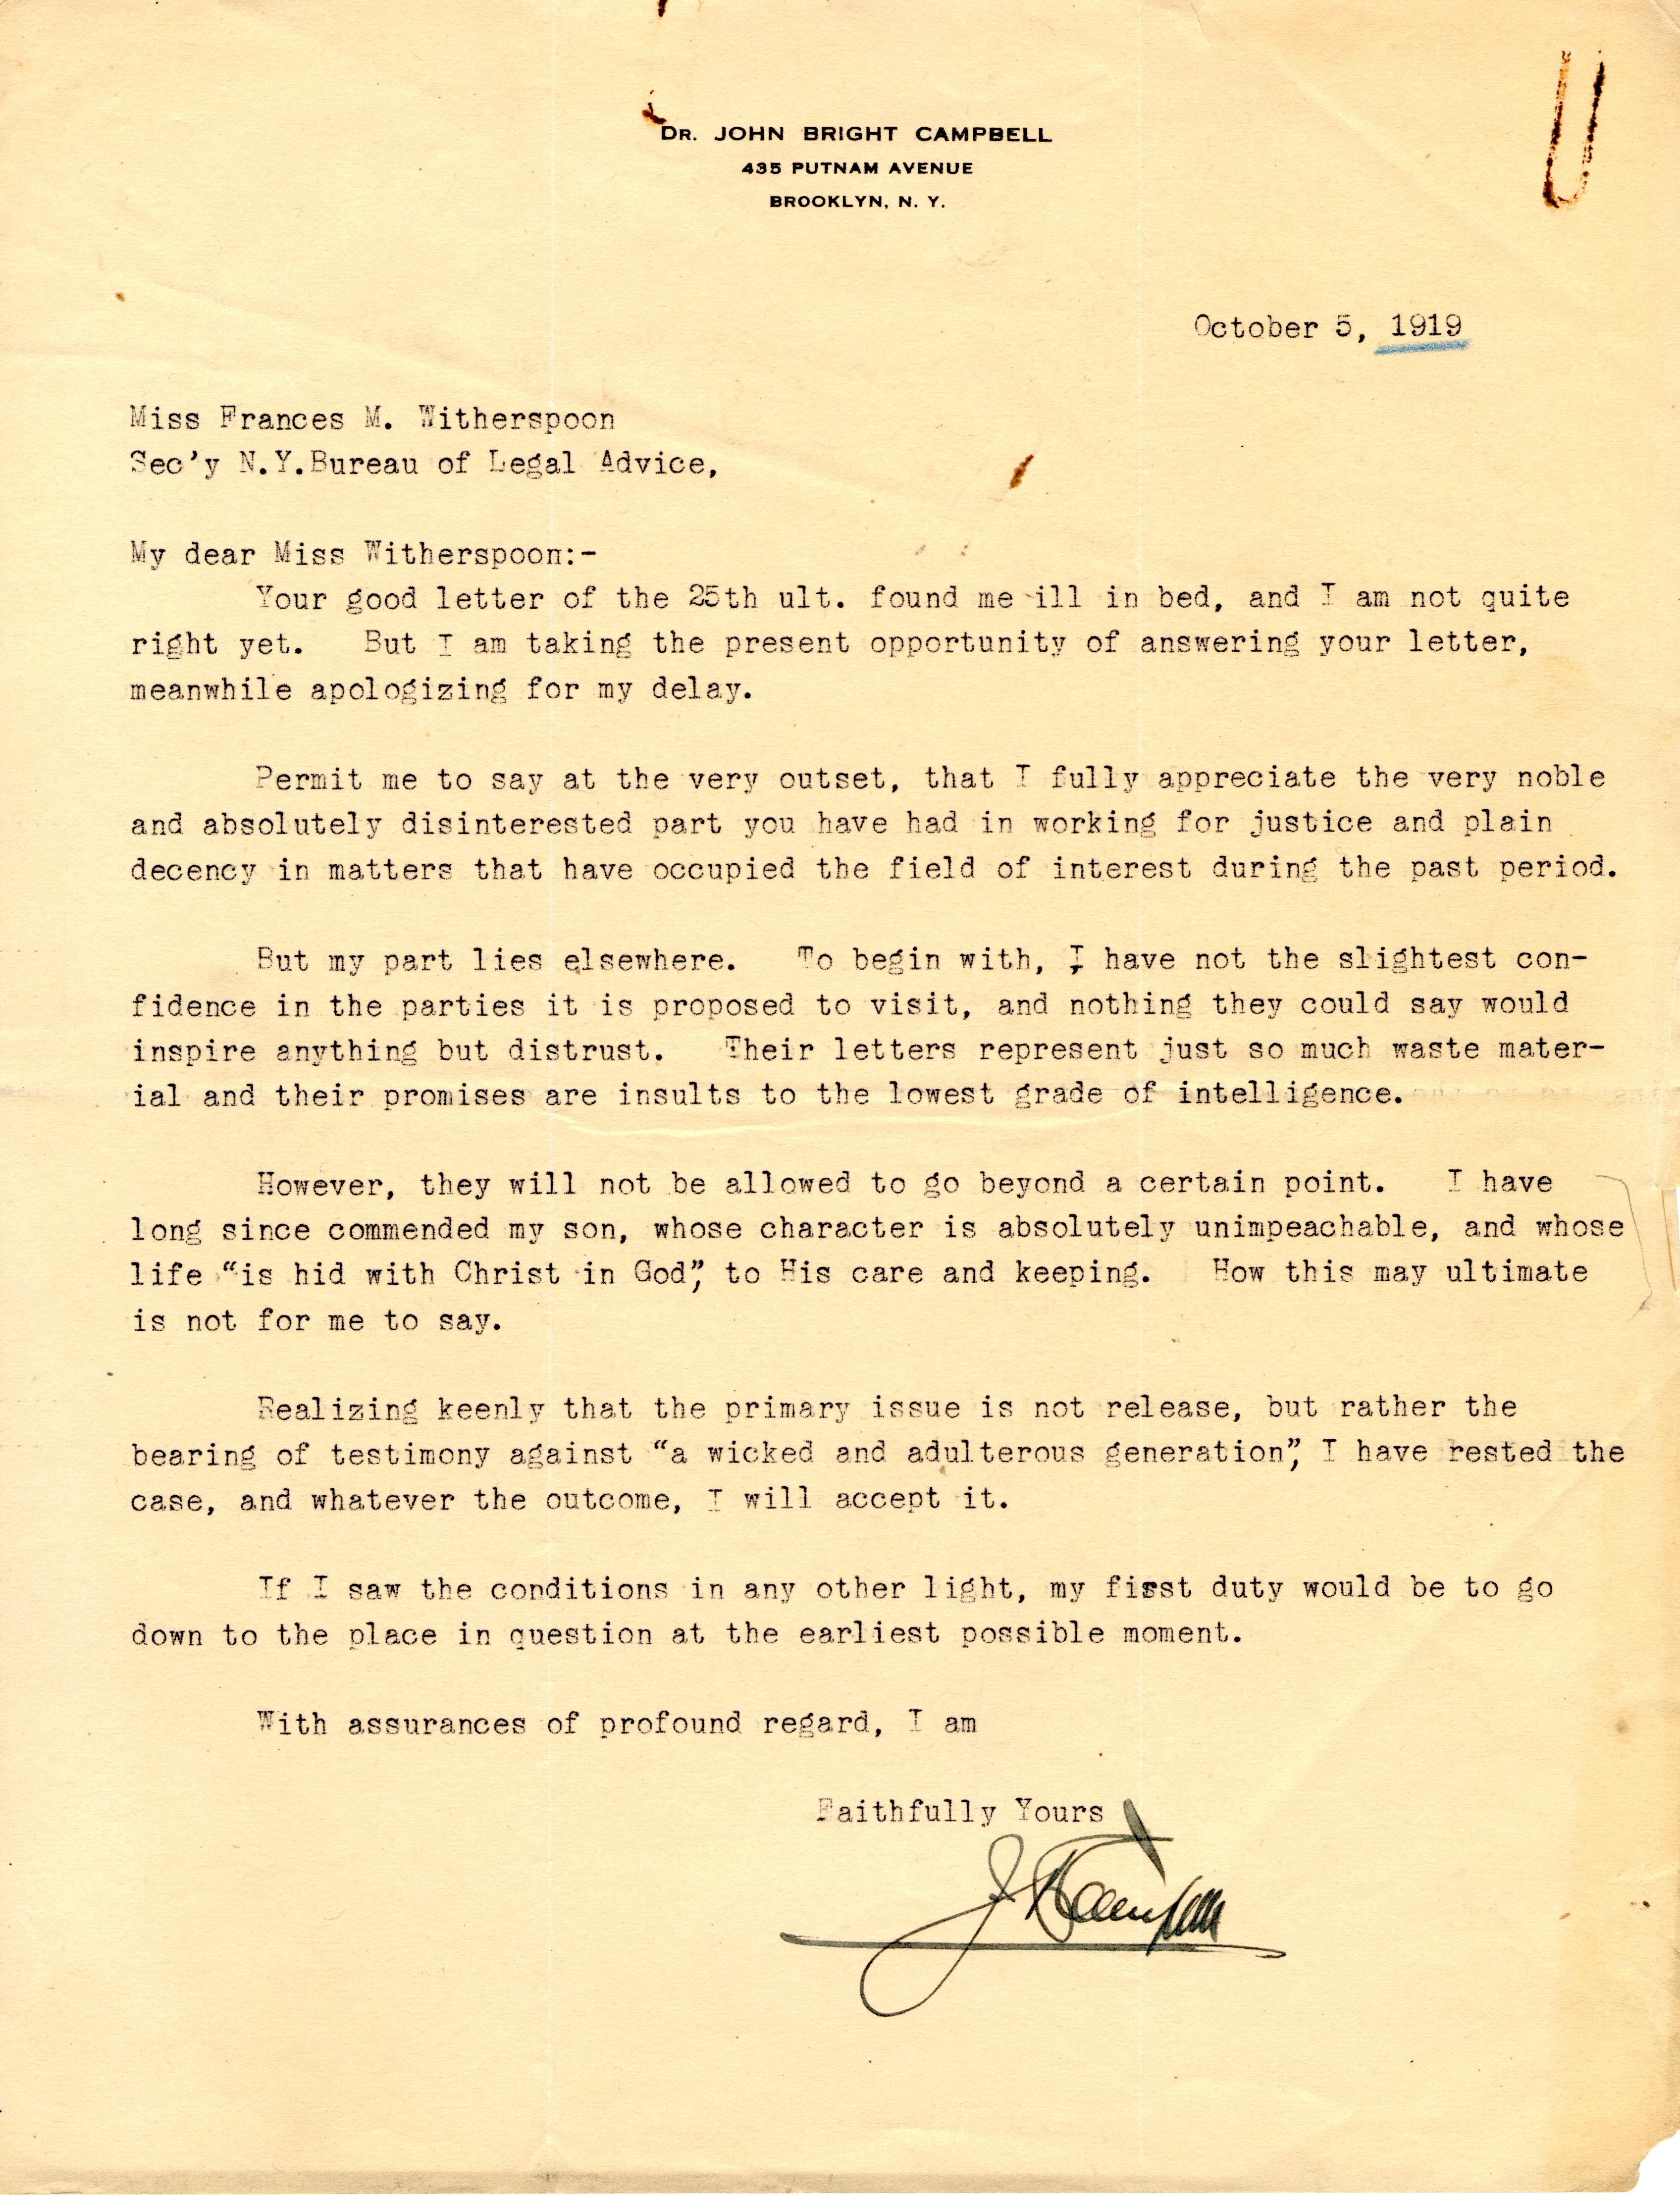 DR. JOHN BRIGHT CAMPBELL
435 PUTNAM AVENUE
BROOKLYN, N. Y.
October 5, 1919
Miss Frances M. Witherspoon
Sec'y N.Y.Bureau of Legal Advice,
My dear Miss Witherspoon:-
Your good letter of the 25th ult. found me ill in bed, and I am not quite
right yet. But I am taking the present opportunity of answering your letter,
meanwhile apologizing for my delay.
Permit me to say at the very outset, that I fully appreciate the very noble
and absolutely disinterested part you have had in working for justice and plain
decency in matters that have occupied the field of interest during the past period.
But my part lies elsewhere. To begin with, I have not the slightest con-
fidence in the parties it is proposed to visit, and nothing they could say would
inspire anything but distrust. Their letters represent just so much waste mater-
ial and their promises are insults to the lowest grade of intelligence.
However, they will not be allowed to go beyond a certain point. I have
long since commended my son, whose character is absolutely unimpeachable, and whose
life “is hid with Christ in God”, to His care and keeping. How this may ultimate
is not for me to say.
Realizing keenly that the primary issue is not release, but rather the
bearing of testimony against “a wicked and adulterous generation”, I have rested the
case, and whatever the outcome, I will accept it.
If I saw the conditions in any other light, my first duty would be to go
down to the place in question at the earliest possible moment.
With assurances of profound regard, I am
Faithfully Yours
J B Campbell